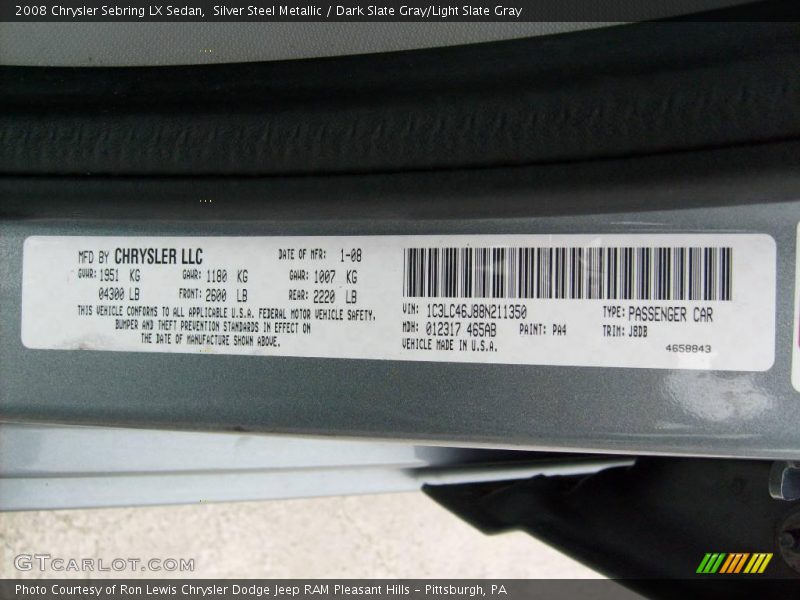 2008 Chrysler Sebring LX Sedan,  Silver Steel Metallic / Dark Slate Gray/Light Slate Gray
MFD BY CHRYSLER LLC
DATE OF MFR: 1-08
GVWR: 1951 KG
GAWR: 1180 KG
GAWR: 1007 KG
04300 LB
FRONT: 2600 LB
REAR: 2220 LB
THIS VEHICLE CONFORMS TO ALL APPLICABLE U.S.A. FEDERAL MOTOR VEHICLE SAFETY,
BUMPER AND THEFT PREVENTION STANDARDS IN EFFECT ON
THE DATE OF MANUFACTURE SHOWN ABOVE.
VIN: 1C3LC46J88N211350
TYPE: PASSENGER CAR
MDH: 012317 465AB
PAINT: PA4
TRIM: J8DB
VEHICLE MADE IN U.S.A.
4658843
GTCARLOT.COM
Photo Courtesy of Ron Lewis Chrysler Dodge Jeep RAM Pleasant Hills - Pittsburgh, PA